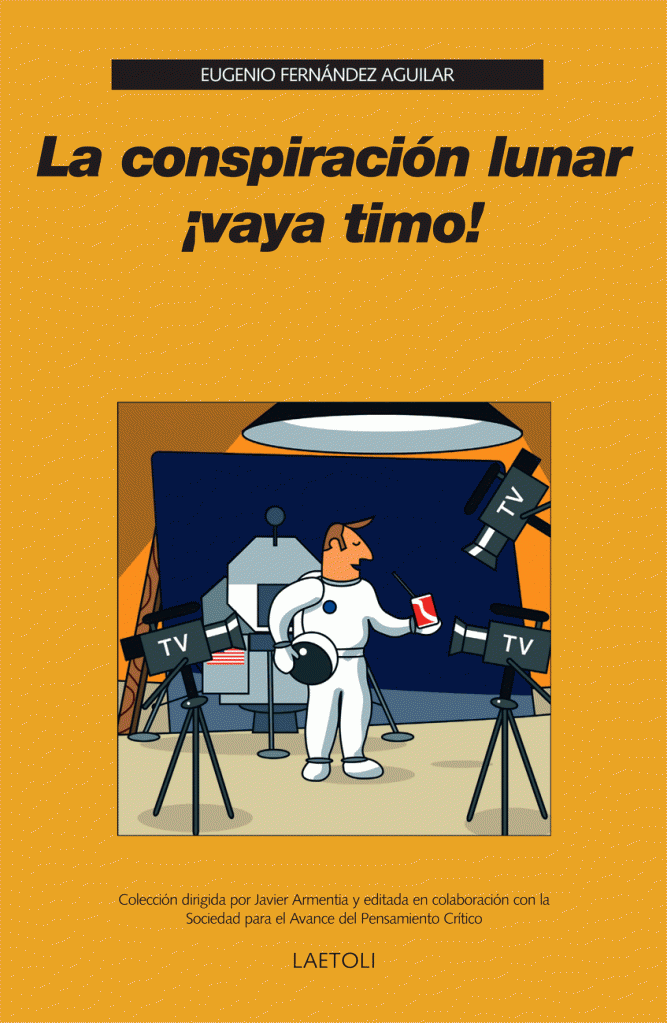 EUGENIO FERNÁNDEZ AGUILAR
La conspiración lunar
¡vaya timo!
TV
TV
TV
Colección dirigida por Javier Armentia y editada en colaboración con la
Sociedad para el Avance del Pensamiento Crítico
LAETOLI